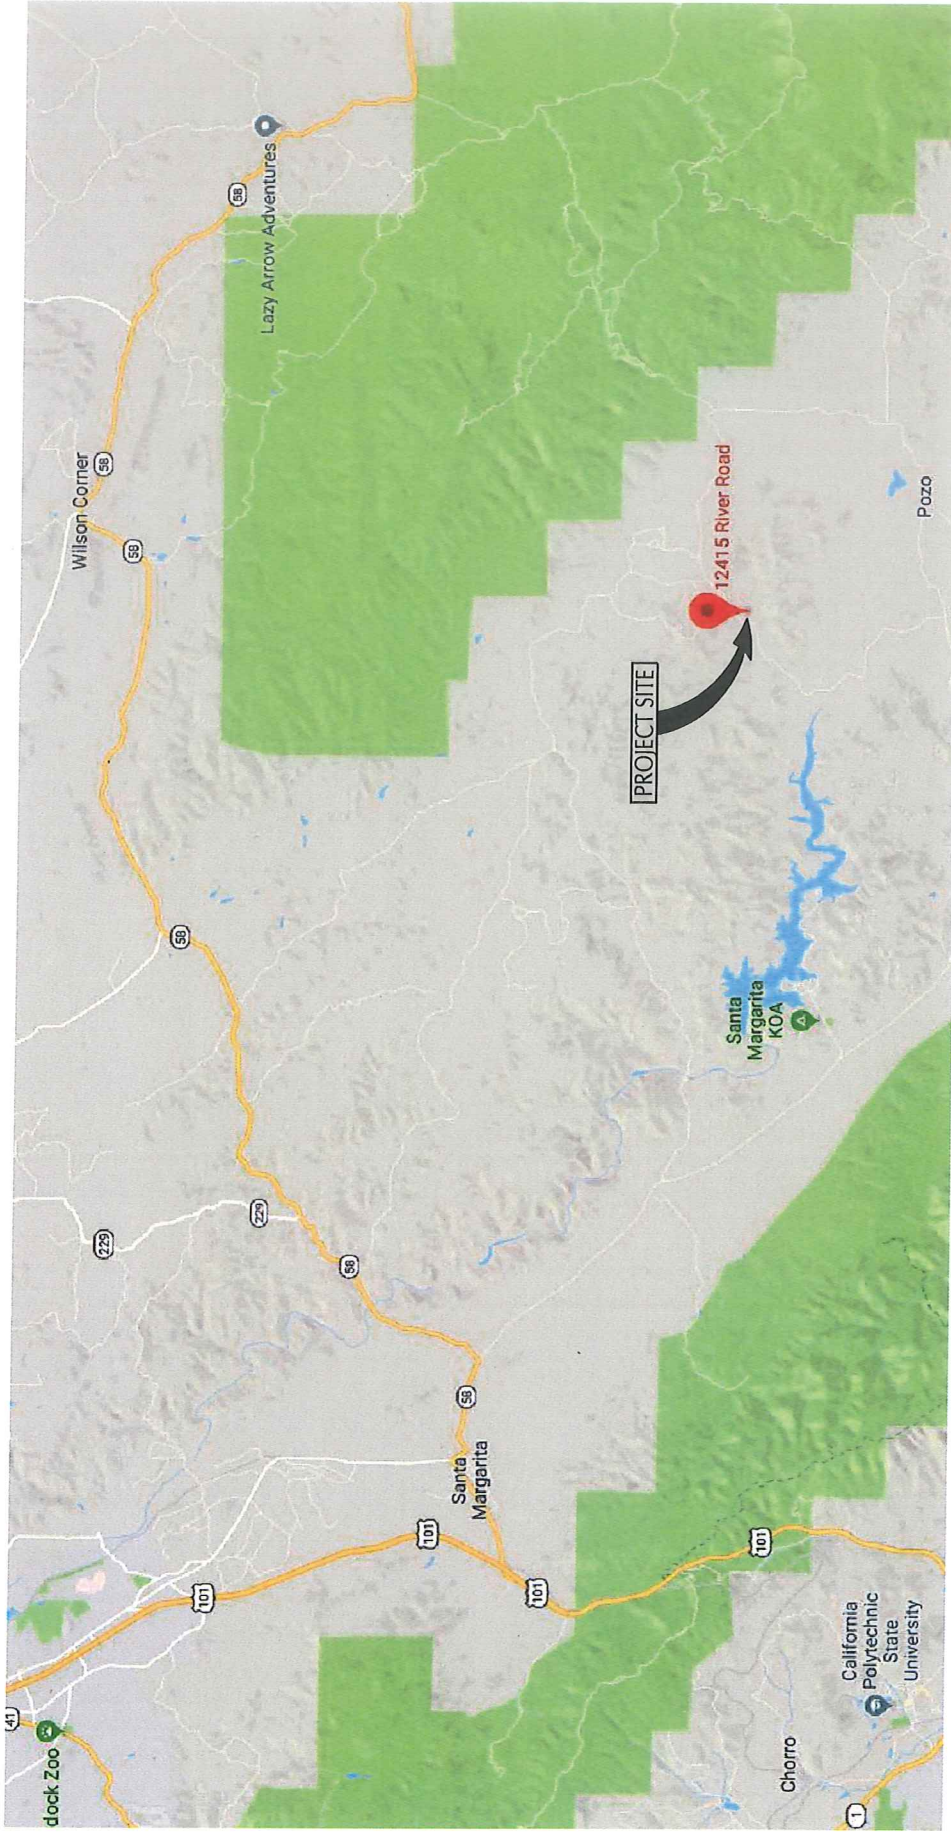 41
dock Zoo
Wilson Corner
229
58
58
58
101
58
229
Lazy Arrow Adventures
58
101
Santa
Margarita
58
101
PROJECT SITE
12415 River Road
Santa
Margarita
KOA
101
Chorro
California
Polytechnic
State
University
1
Pozo